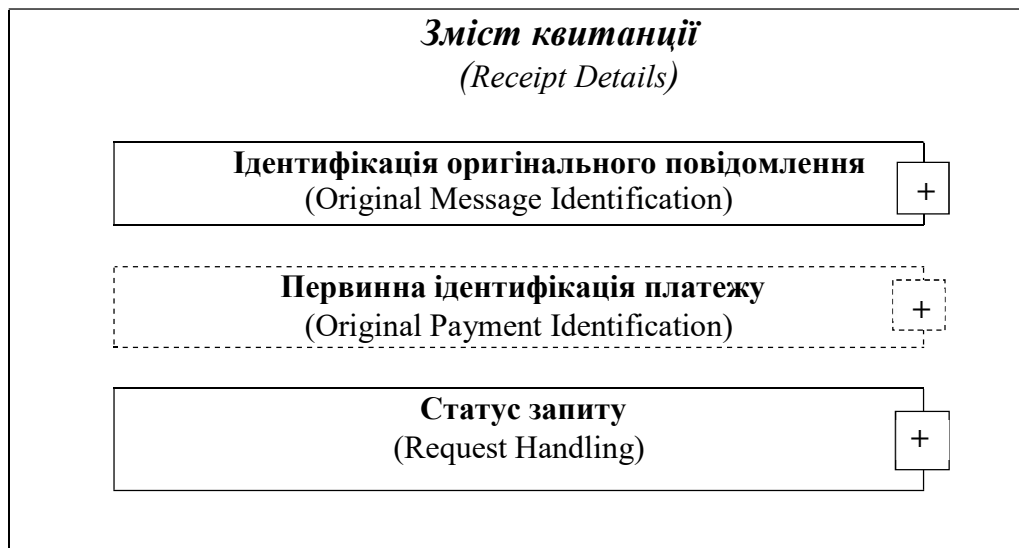 Зміст квитанції
(Receipt Details)
Ідентифікація оригінального повідомлення
(Original Message Identification)
+
Первинна ідентифікація платежу
(Original Payment Identification)
+
Статус запиту
(Request Handling)
+